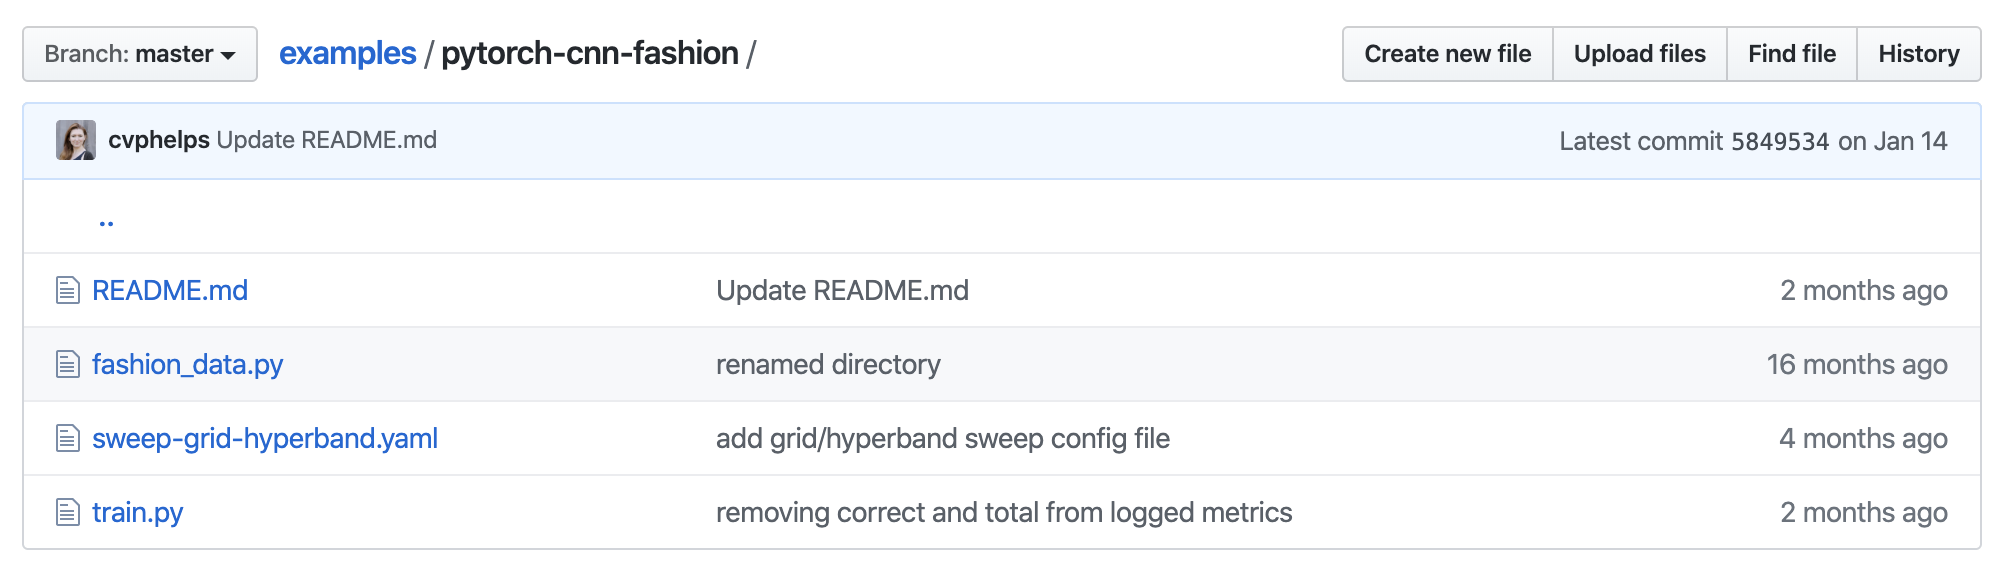 Branch: master examples / pytorch-cnn-fashion / Create new file Upload files Find file History
cvphelps Update README.md Latest commit 5849534 on Jan 14
..
README.md Update README.md 2 months ago
fashion_data.py renamed directory 16 months ago
sweep-grid-hyperband.yaml add grid/hyperband sweep config file 4 months ago
train.py removing correct and total from logged metrics 2 months ago